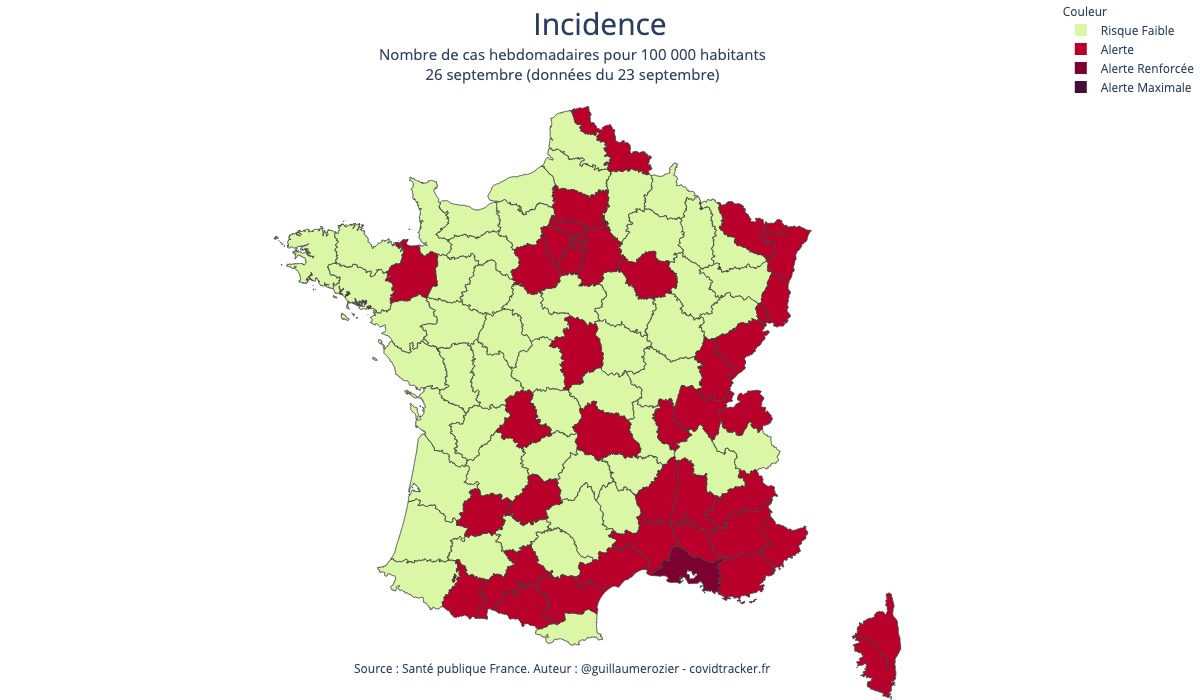 Incidence
Nombre de cas hebdomadaires pour 100 000 habitants
26 septembre (données du 23 septembre)
Couleur
Risque Faible
Alerte
Alerte Renforcée
Alerte Maximale
Source : Santé publique France. Auteur : @guillaumerozier - covidtracker.fr